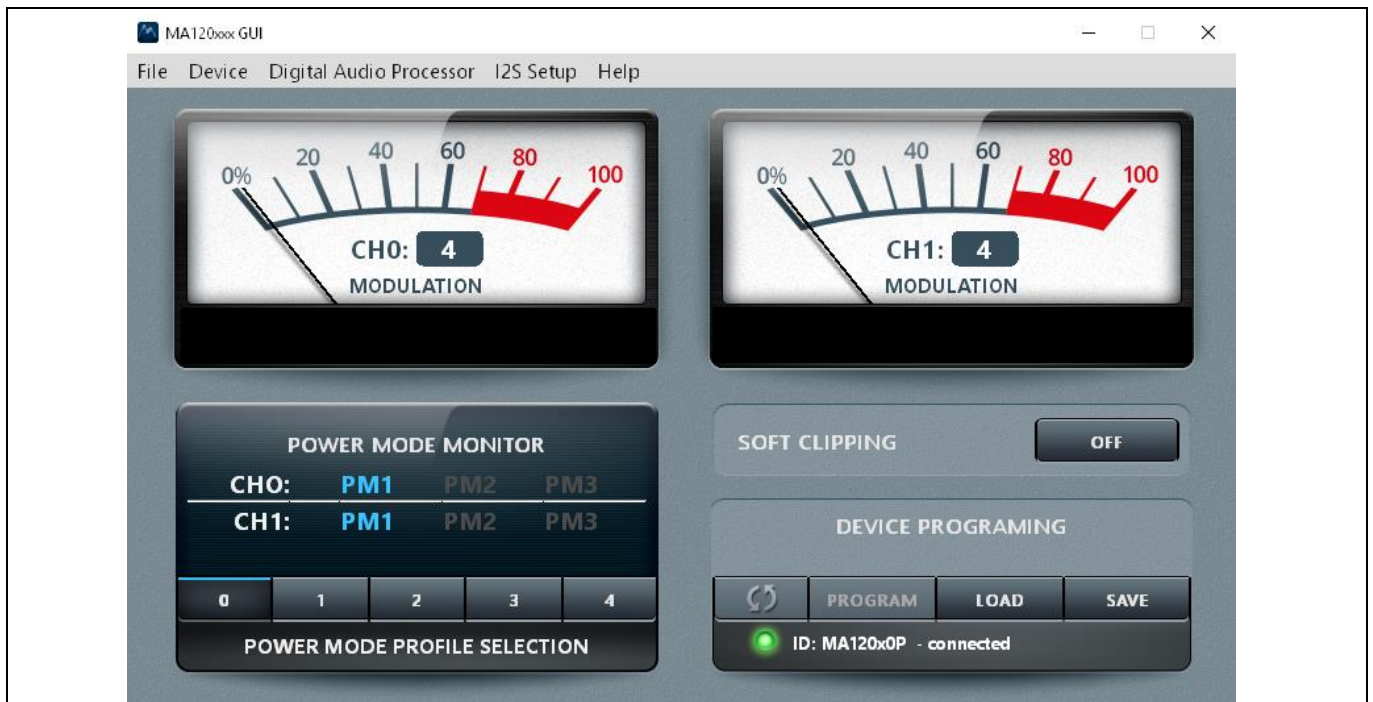 MA120xxx GUI
File Device Digital Audio Processor I2S Setup Help
0% 20 40 60 80 100
CH0: 4
MODULATION
0% 20 40 60 80 100
CH1: 4
MODULATION
POWER MODE MONITOR
CH0: PM1 PM2 PM3
CH1: PM1 PM2 PM3
0 1 2 3 4
POWER MODE PROFILE SELECTION
SOFT CLIPPING OFF
DEVICE PROGRAMING
PROGRAM LOAD SAVE
ID: MA120x0P - connected